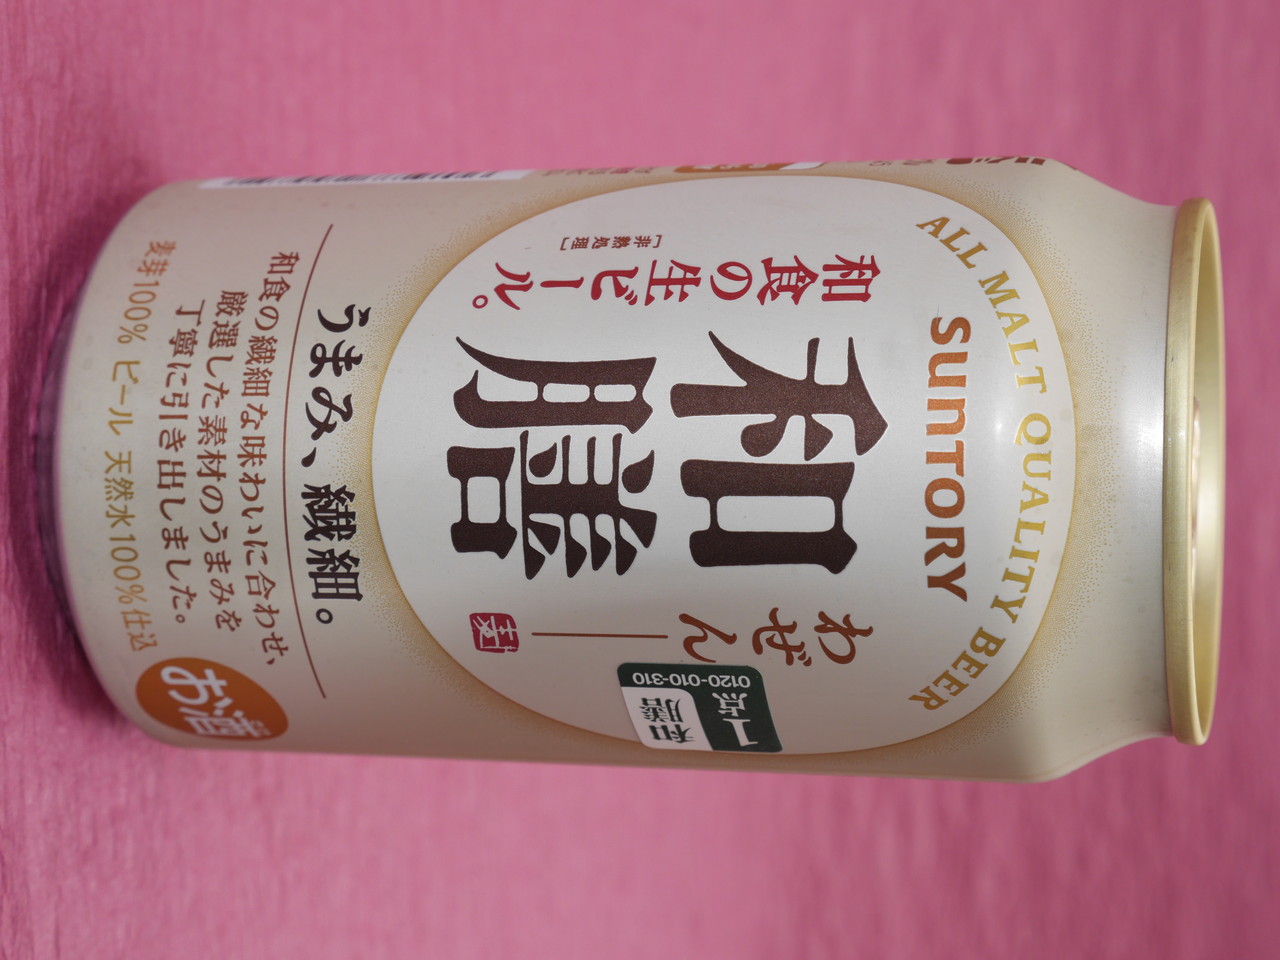 ALL MALT QUALITY BEER
SUNTORY
和膳
わぜん
和食の生ビール。
[非熱処理]
麦
和膳
0120-010-310
うまみ、繊細。
和食の繊細な味わいに合わせ、
厳選した素材のうまみを
丁寧に引き出しました。
麦芽100% ビール 天然水100%仕込
お酒